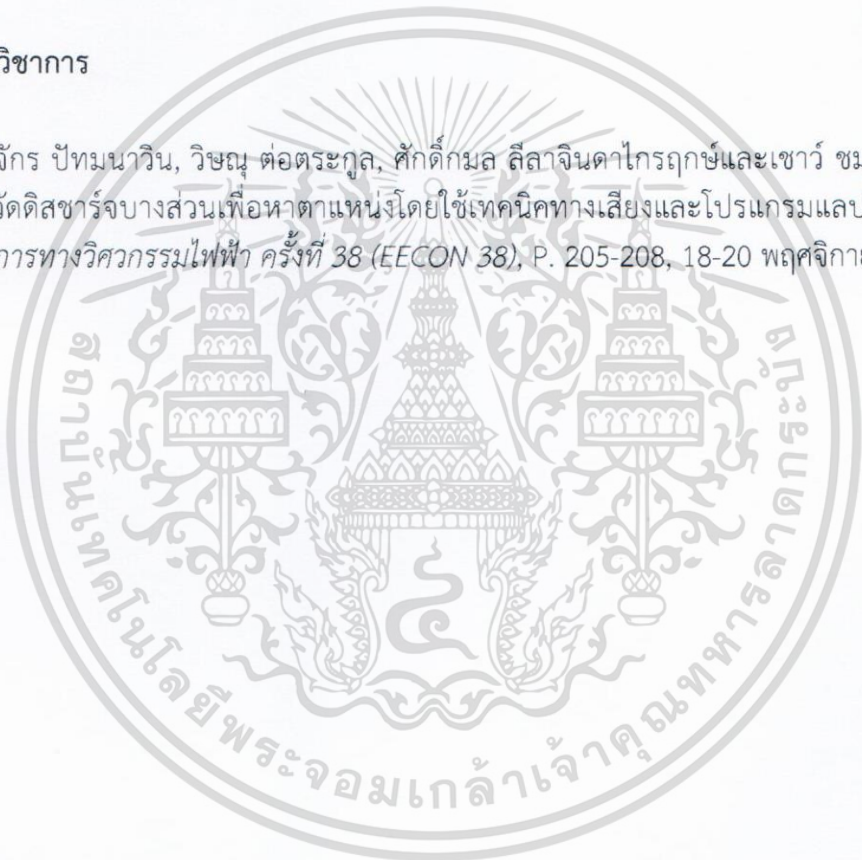 วิชาการ
จักร ปัทมนาวิน, วิษณุ ต่อตระกูล, ศักดิ์กมล ลีลาจินดาไกรฤกษ์และเชาว์ ชม
วัดดิสชาร์จบางส่วนเพื่อหาตาแหน่งโดยใช้เทคนิคทางเสียงและโปรแกรมแลบ
การทางวิศวกรรมไฟฟ้า ครั้งที่ 38 (EECON 38), P. 205-208, 18-20 พฤศจิกาย
สถาบันเทคโนโลยีพระจอมเกล้าเจ้าคุณทหารลาดกระบัง